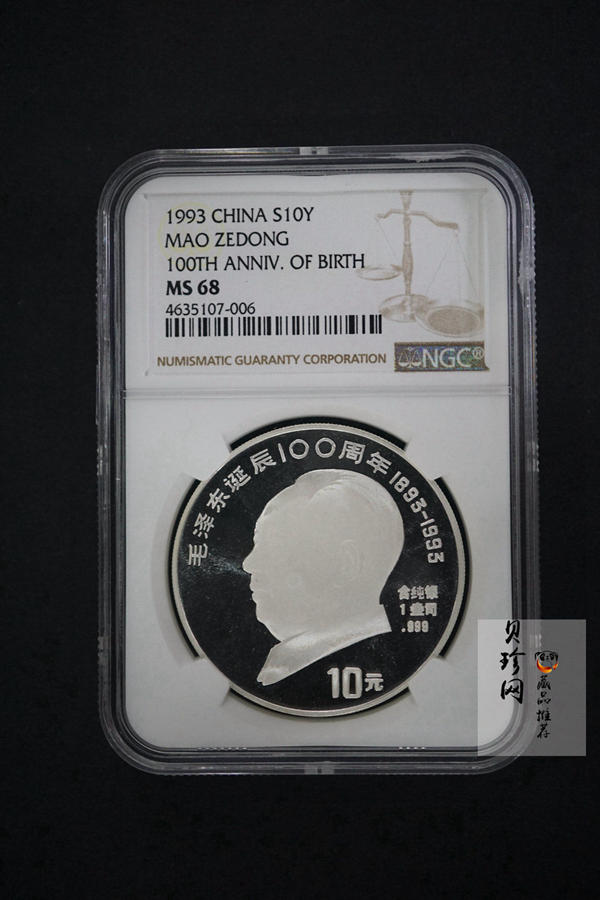 1993 CHINA S10Y
MAO ZEDONG
100TH ANNIV. OF BIRTH
MS 68
4635107-006
NUMISMATIC GUARANTY CORPORATION
NGC®
毛泽东诞辰100周年1893-1993
含纯银
1盎司
.999
10元
贝珍网
藏品推荐